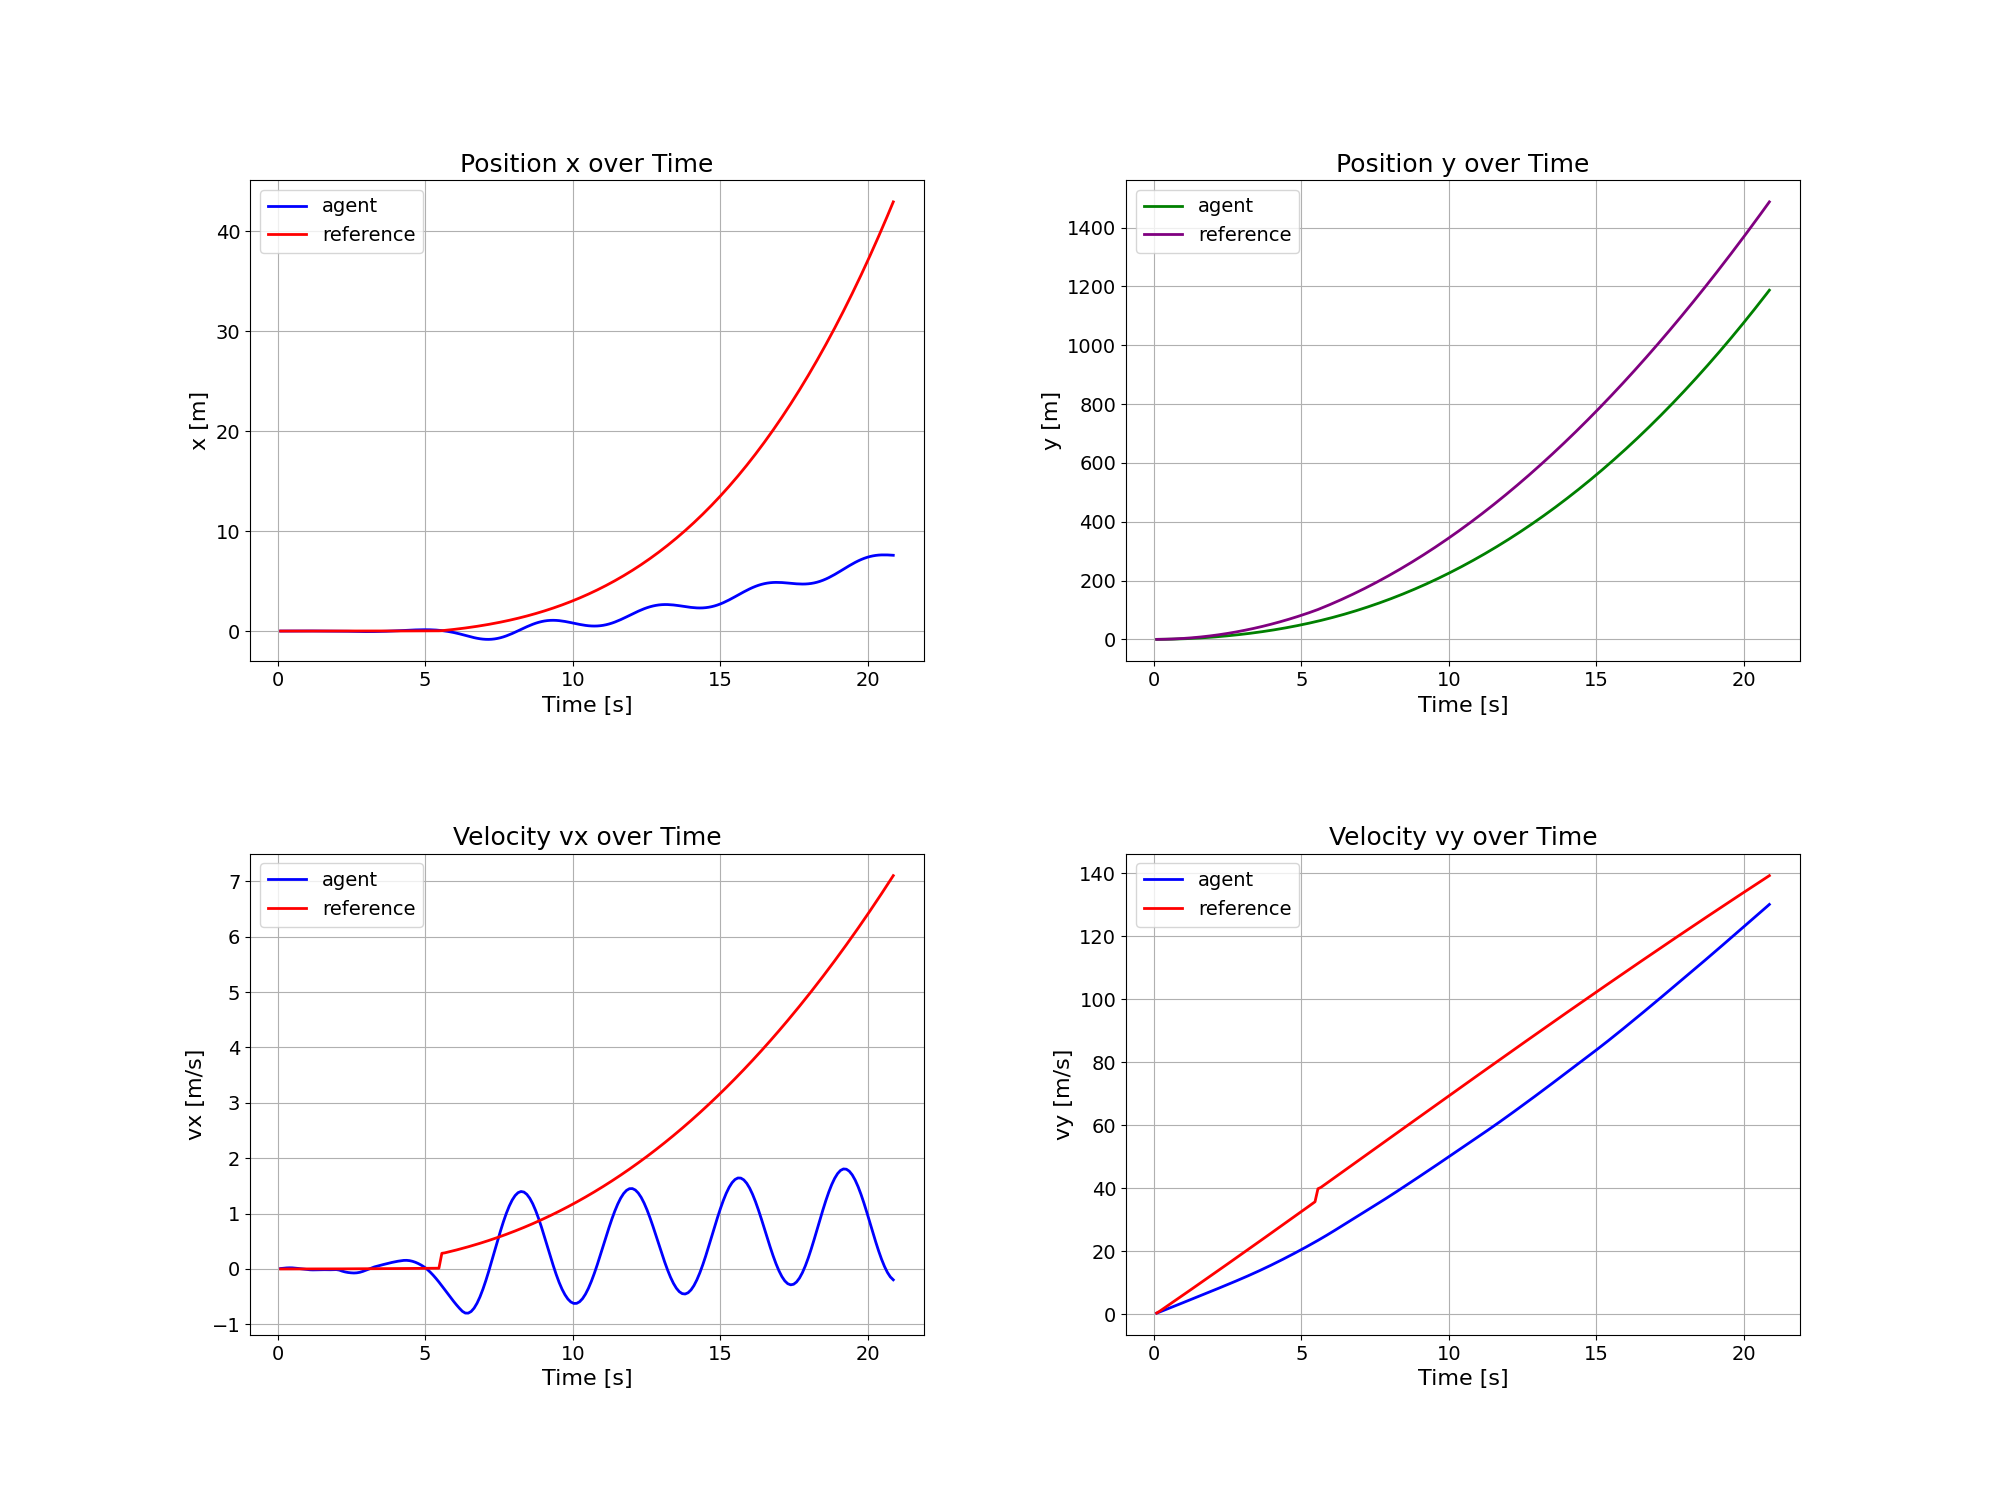 Position x over Time
agent
reference
40
30
20
10
0
x [m]
0 5 10 15 20
Time [s]
Position y over Time
agent
reference
1400
1200
1000
800
600
400
200
0
y [m]
0 5 10 15 20
Time [s]
Velocity vx over Time
agent
reference
7
6
5
4
3
2
1
0
−1
vx [m/s]
0 5 10 15 20
Time [s]
Velocity vy over Time
agent
reference
140
120
100
80
60
40
20
0
vy [m/s]
0 5 10 15 20
Time [s]